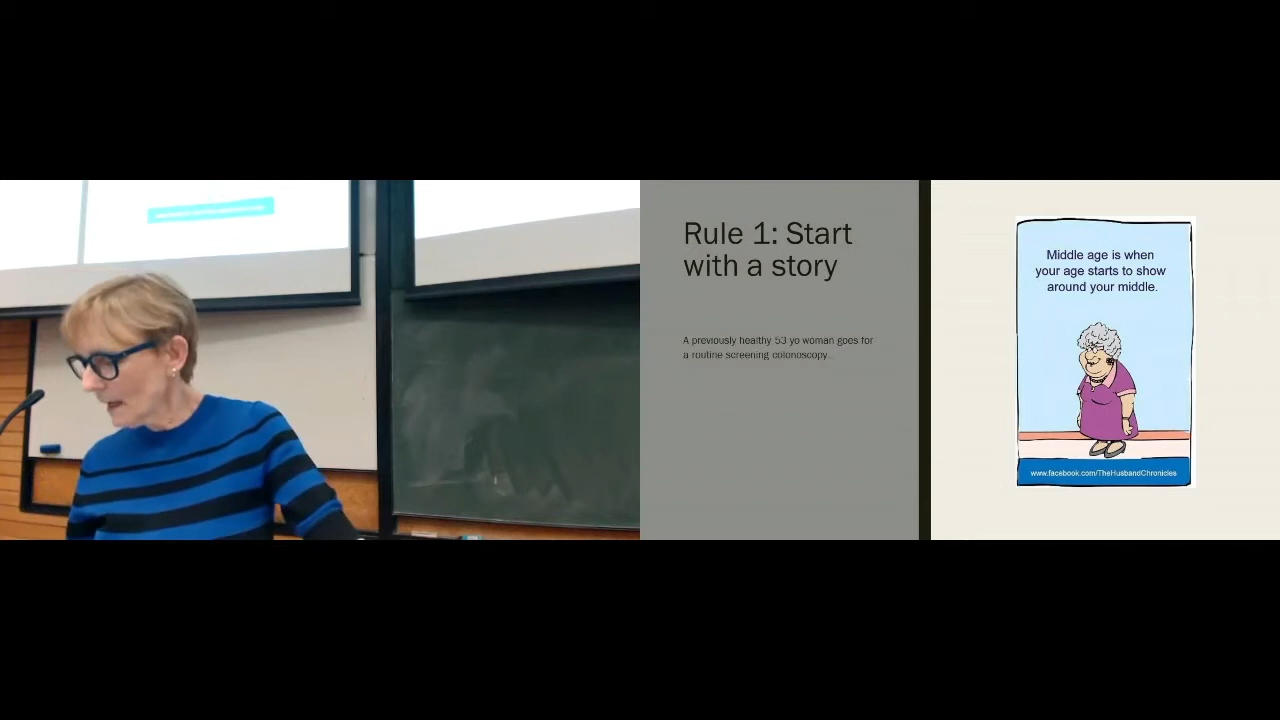 Rule 1: Start
with a story
A previously healthy 53 yo woman goes for
a routine screening colonoscopy…
Middle age is when
your age starts to show
around your middle.
www.facebook.com/TheHusbandChronicles